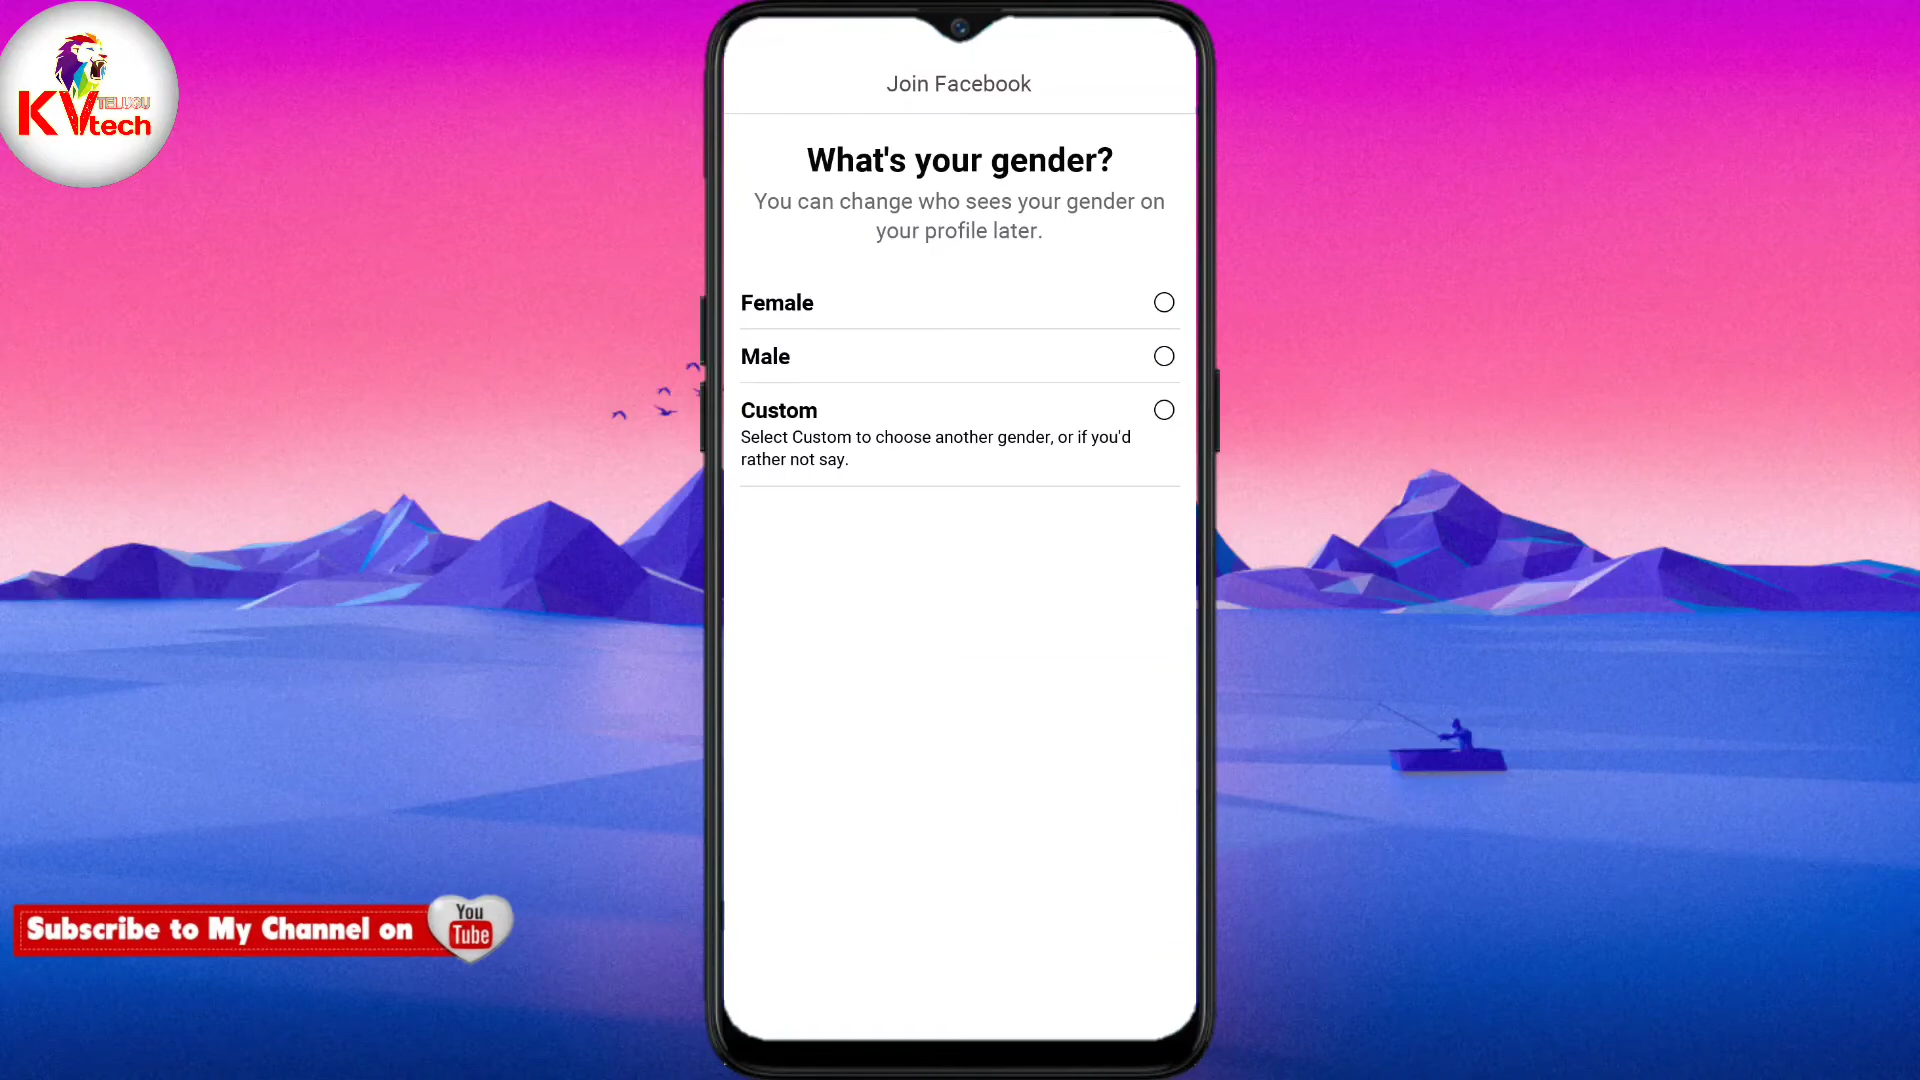 KV TELUGU
tech
Join Facebook
What's your gender?
You can change who sees your gender on
your profile later.
Female
Male
Custom
Select Custom to choose another gender, or if you'd
rather not say.
Subscribe to My Channel on
You
Tube